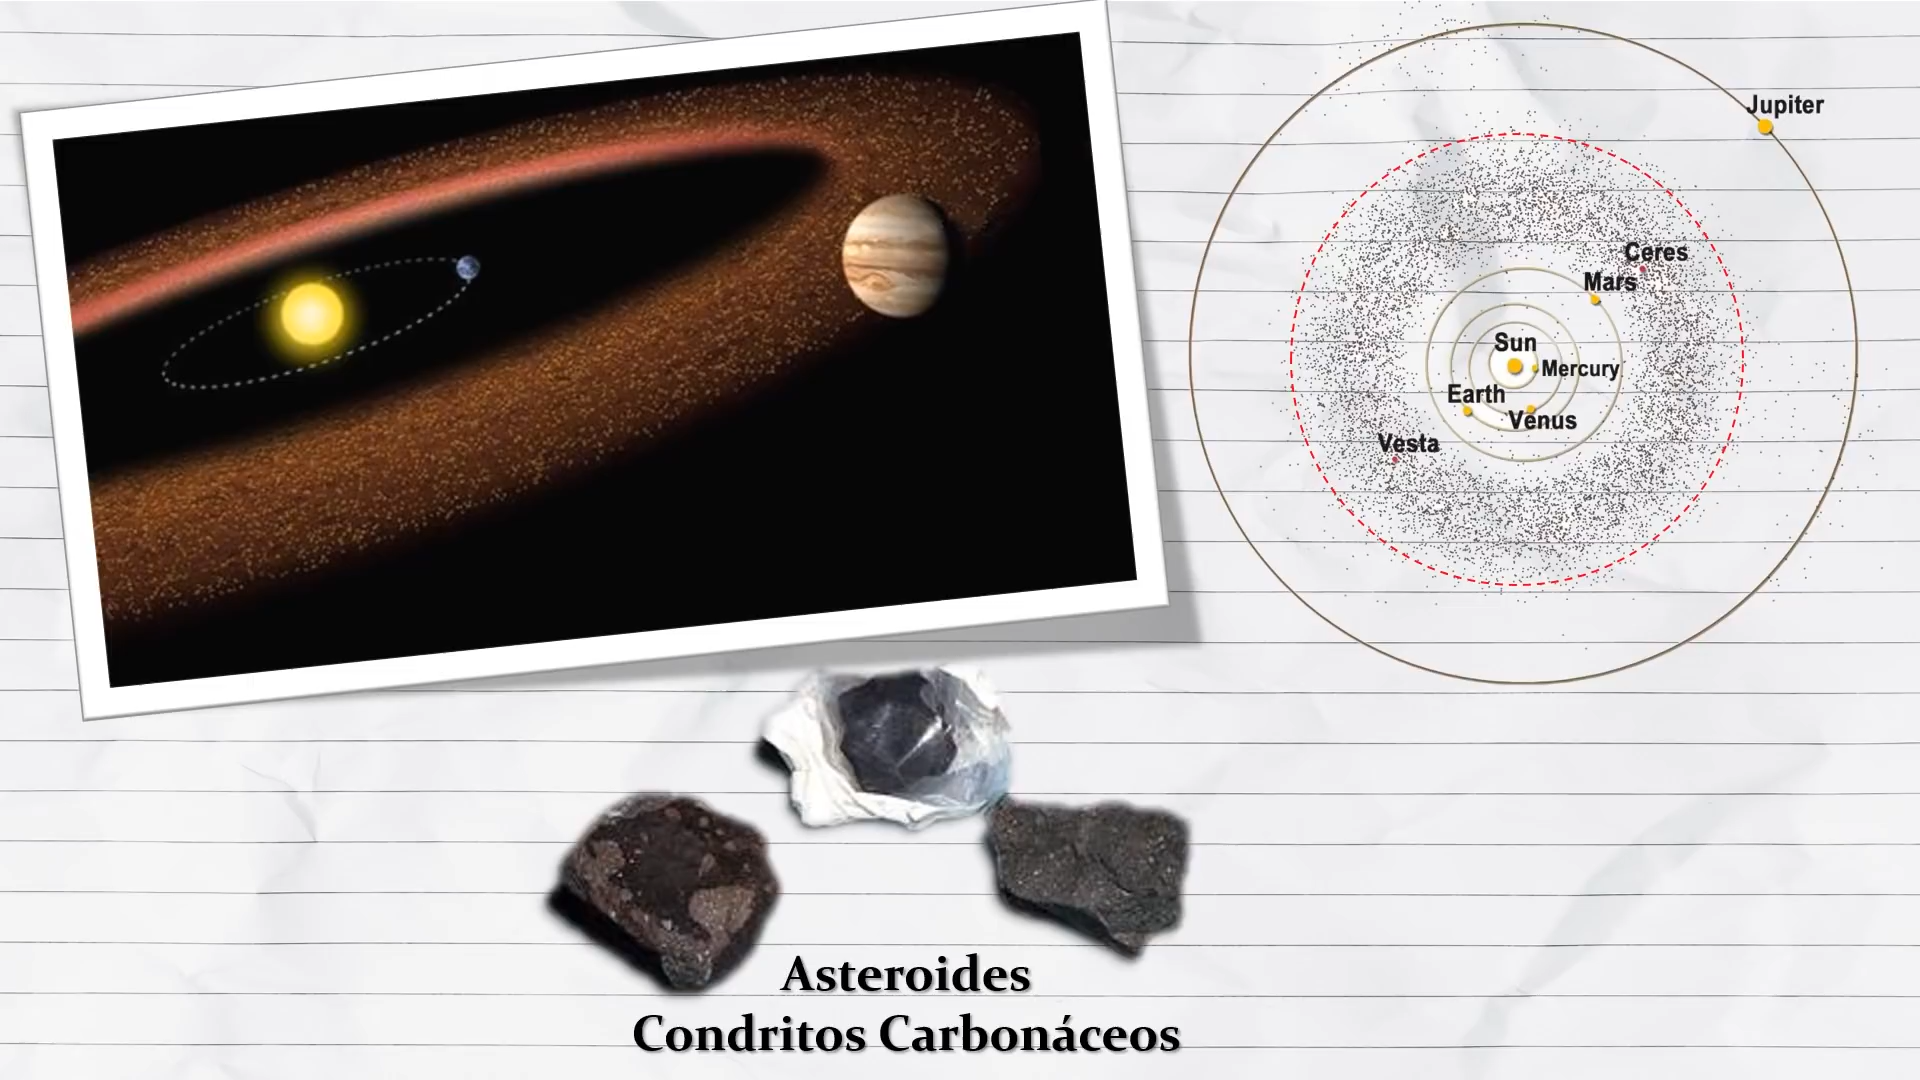 Jupiter
Ceres
Mars
Sun
Mercury
Earth
Venus
Vesta
Asteroides
Condritos Carbonáceos